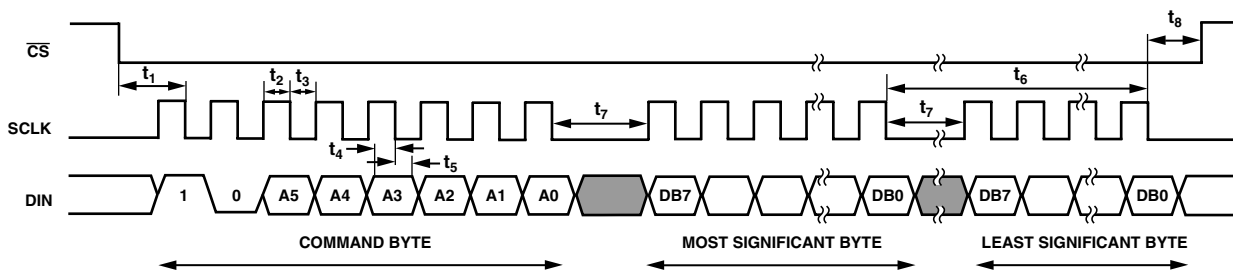 t8
CS
t1
t2
t3
t6
SCLK
t7
t7
t4
t5
DIN
1
0
A5
A4
A3
A2
A1
A0
DB7
DB0
DB7
DB0
COMMAND BYTE
MOST SIGNIFICANT BYTE
LEAST SIGNIFICANT BYTE